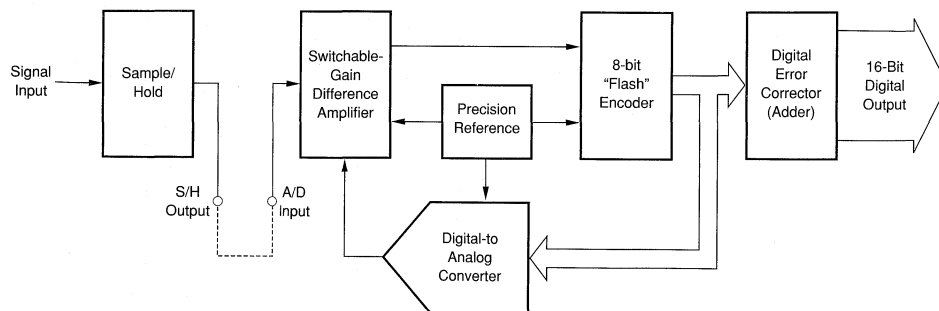 Signal
Input
Sample/
Hold
S/H
Output
A/D
Input
Switchable-
Gain
Difference
Amplifier
Precision
Reference
Digital-to
Analog
Converter
8-bit
“Flash”
Encoder
Digital
Error
Corrector
(Adder)
16-Bit
Digital
Output